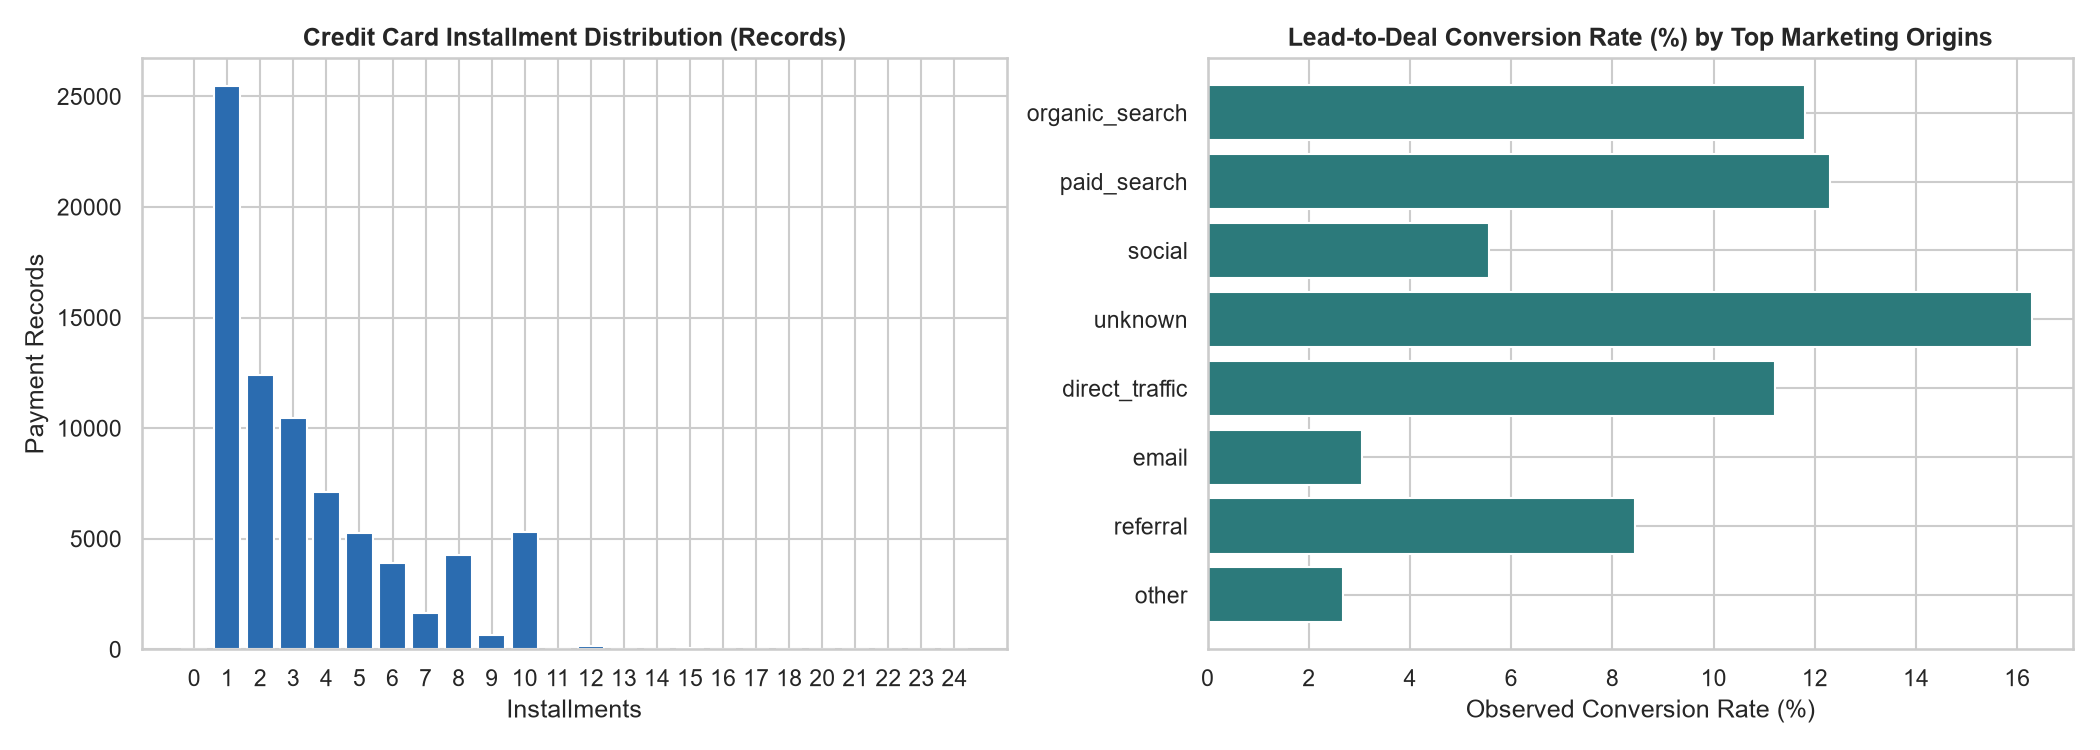 Credit Card Installment Distribution (Records)
25000
20000
15000
10000
5000
0
Payment Records
0 1 2 3 4 5 6 7 8 9 10 11 12 13 14 15 16 17 18 20 21 22 23 24
Installments
Lead-to-Deal Conversion Rate (%) by Top Marketing Origins
organic_search
paid_search
social
unknown
direct_traffic
email
referral
other
0 2 4 6 8 10 12 14 16
Observed Conversion Rate (%)